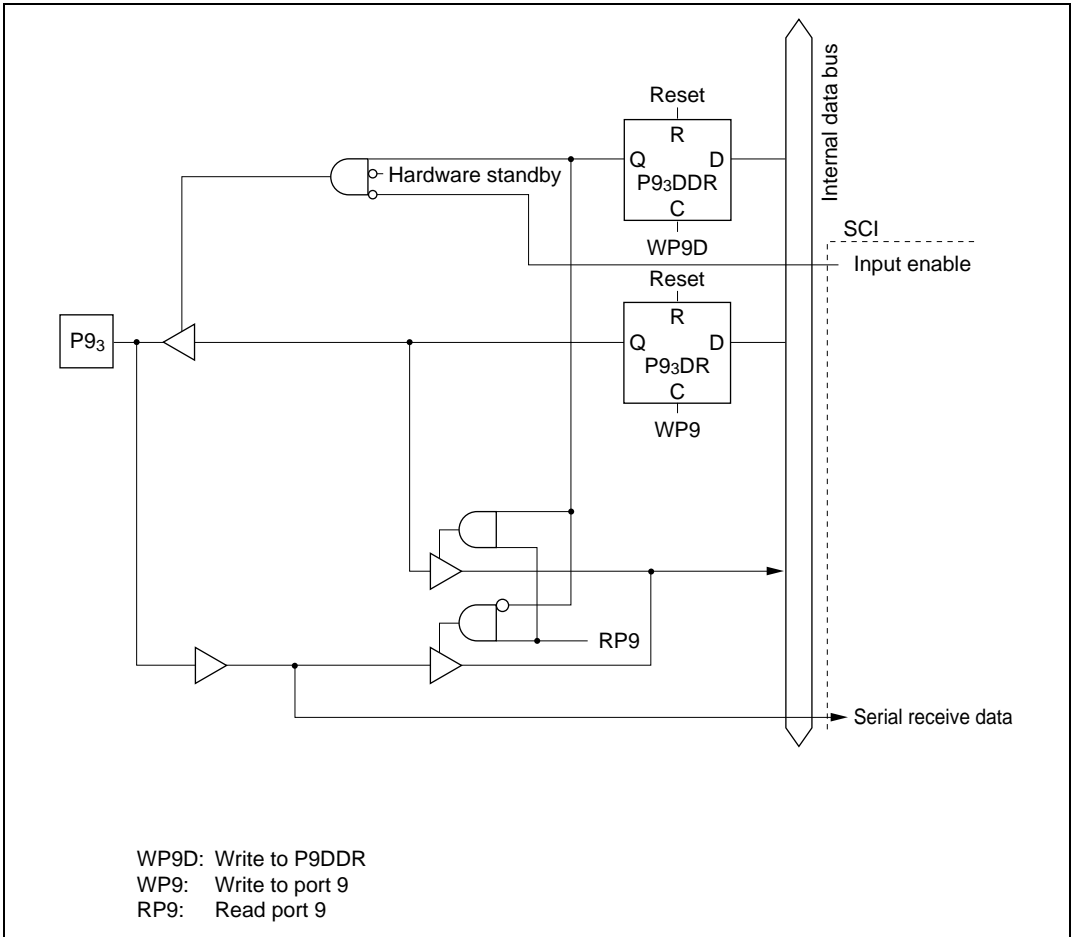 Reset
R
Q D
P9₃DDR
C
WP9D
Hardware standby
Internal data bus
SCI
Input enable
Reset
R
Q D
P9₃DR
C
WP9
P9₃
RP9
Serial receive data
WP9D: Write to P9DDR
WP9: Write to port 9
RP9: Read port 9